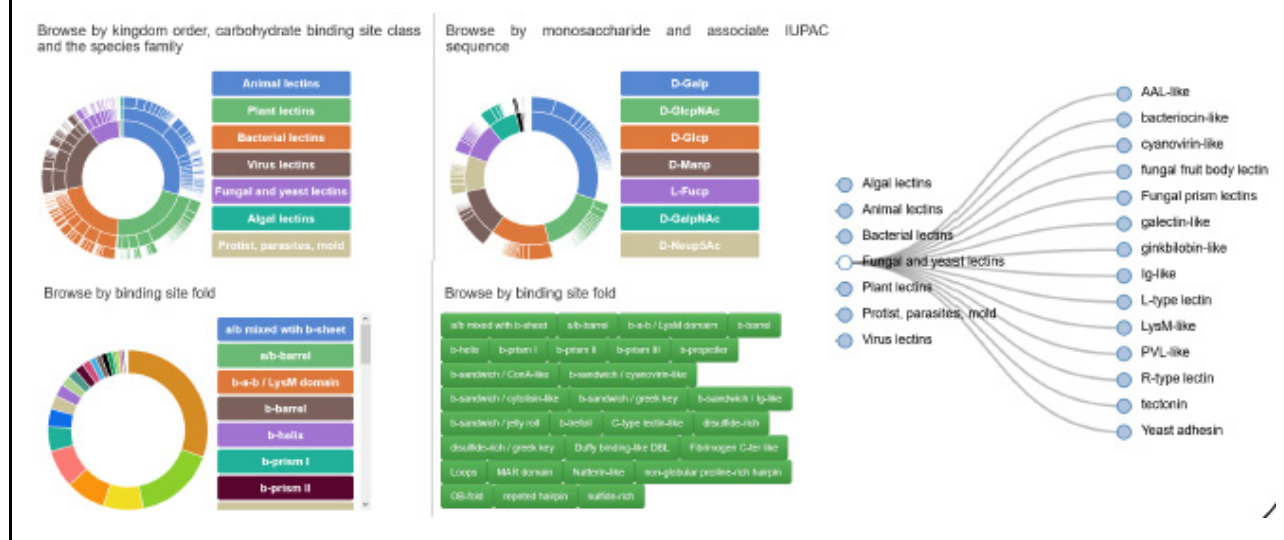 Browse by kingdom order, carbohydrate binding site class
and the species family
Animal lectins
Plant lectins
Bacterial lectins
Virus lectins
Fungal and yeast lectins
Algal lectins
Protist, parasites, mold
Browse by monosaccharide and associate IUPAC
sequence
D-Galp
D-GlcpNAc
D-Glcp
D-Manp
L-Fucp
D-GalpNAc
D-Neup5Ac
Browse by binding site fold
a/b mixed wtih b-sheet
a/b-barrel
b-a-b / LysM domain
b-barrel
b-helix
b-prism I
b-prism II
Browse by binding site fold
a/b mixed with b-sheet a/b-barrel b-a-b / LysM domain b-barrel
b-helix b-prism I b-prism II b-prism III b-propeller
b-sandwich / ConA-like b-sandwich / cyanovirin-like
b-sandwich / cytolisin-like b-sandwich / greek key b-sandwich / Ig-like
b-sandwich / jelly roll b-trefoil C-type lectin-like disulfide-rich
disulfide-rich / greek key Duffy binding-like DBL Fibrinogen C-ter like
Loops MAR domain Natterin-like non-globular proline-rich hairpin
OB-fold repeted hairpin sulfide-rich
Algal lectins
Animal lectins
Bacterial lectins
Fungal and yeast lectins
Plant lectins
Protist, parasites, mold
Virus lectins
AAL-like
bacteriocin-like
cyanovirin-like
fungal fruit body lectin
Fungal prism lectins
galectin-like
ginkbilobin-like
Ig-like
L-type lectin
LysM-like
PVL-like
R-type lectin
tectonin
Yeast adhesin